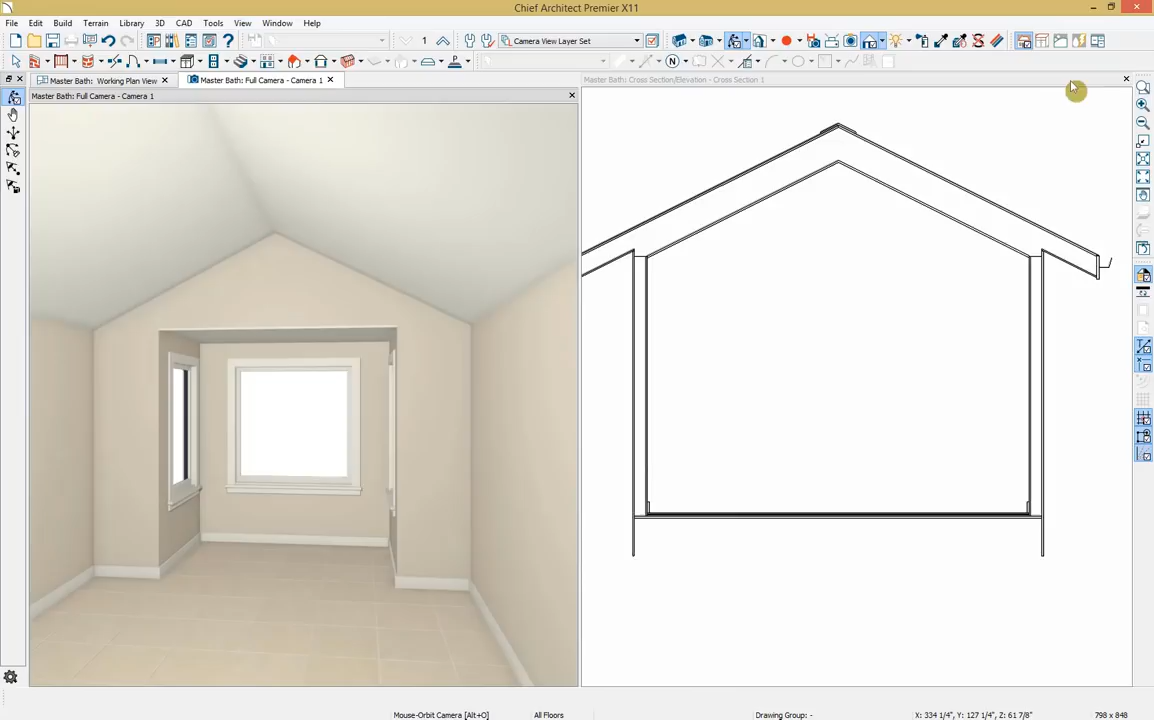 Chief Architect Premier X11
File Edit Build Terrain Library 3D CAD Tools View Window Help
1 Camera View Layer Set
N
Master Bath: Working Plan View Master Bath: Full Camera - Camera 1 Master Bath: Cross Section/Elevation - Cross Section 1
Master Bath: Full Camera - Camera 1
Mouse-Orbit Camera [Alt+O] All Floors Drawing Group: - X: 334 1/4", Y: 127 1/4", Z: 61 7/8" 798 x 848